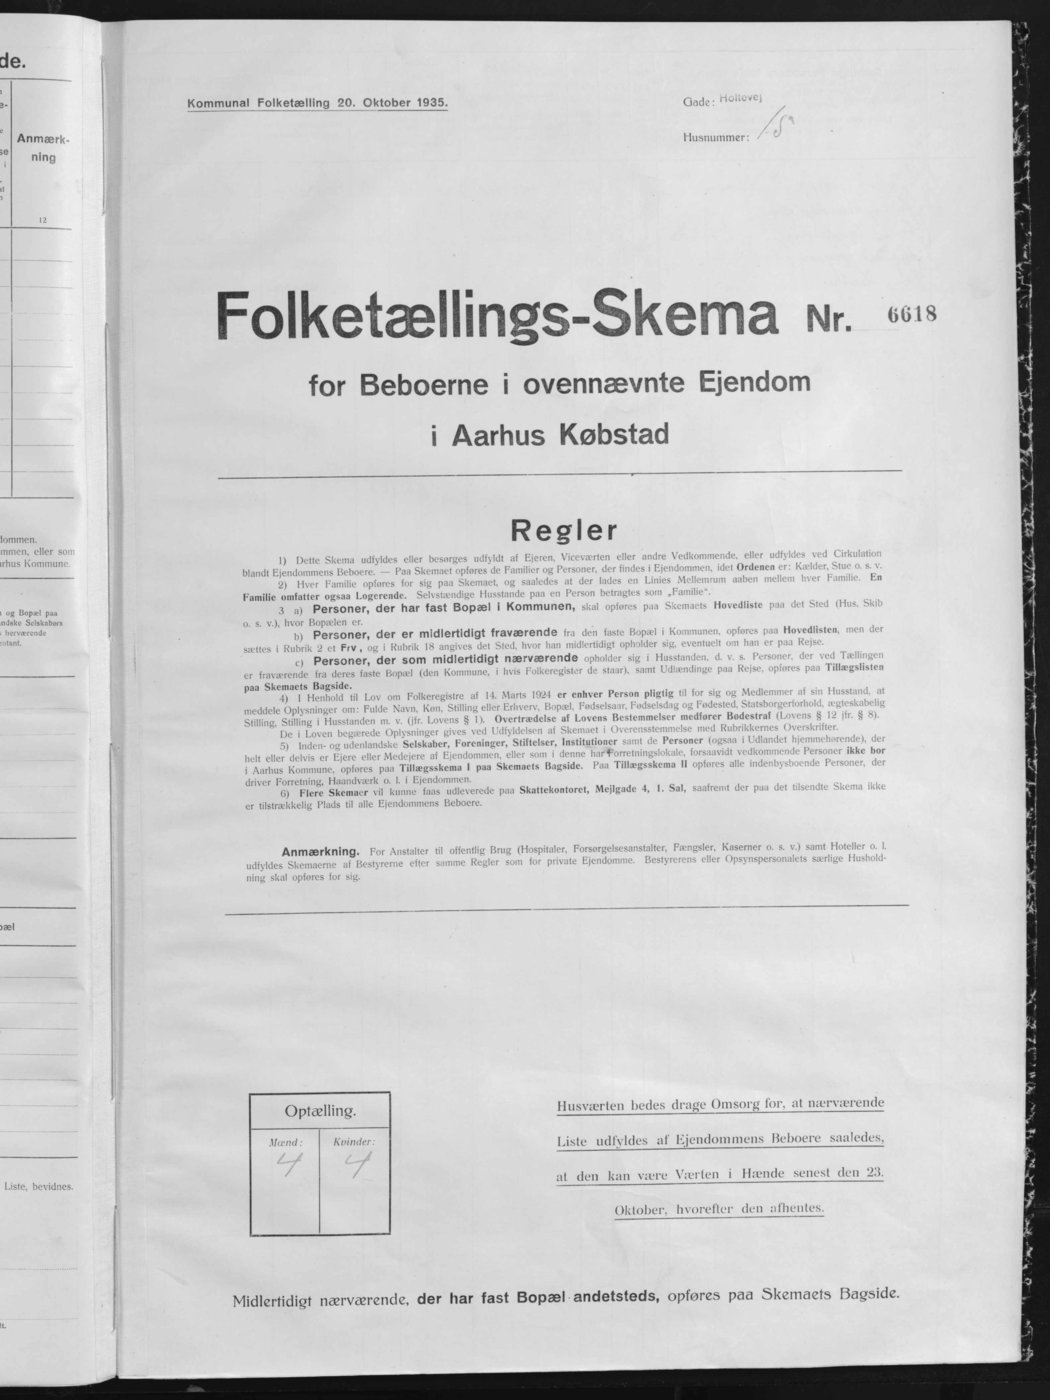 de.
Anmærk-
ning
12
Kommunal Folketælling 20. Oktober 1935.
Gade: Holtevej
Husnummer: 15
Folketællings-Skema Nr. 6618
for Beboerne i ovennævnte Ejendom
i Aarhus Købstad
Regler
1) Dette Skema udfyldes eller besørges udfyldt af Ejeren, Viceværten eller andre Vedkommende, eller udfyldes ved Cirkulation
blandt Ejendommens Beboere. — Paa Skemaet opføres de Familier og Personer, der findes i Ejendommen, idet Ordenen er: Kælder, Stue o. s. v.
2) Hver Familie opføres for sig paa Skemaet, og saaledes at der lades en Linies Mellemrum aaben mellem hver Familie. En
Familie omfatter ogsaa Logerende. Selvstændige Husstande paa en Person betragtes som „Familie“.
3 a) Personer, der har fast Bopæl i Kommunen, skal opføres paa Skemaets Hovedliste paa det Sted (Hus, Skib
o. s. v.), hvor Bopælen er.
b) Personer, der er midlertidigt fraværende fra den faste Bopæl i Kommunen, opføres paa Hovedlisten, men der
sættes i Rubrik 2 et Frv, og i Rubrik 18 angives det Sted, hvor han midlertidigt opholder sig, eventuelt om han er paa Rejse.
c) Personer, der som midlertidigt nærværende opholder sig i Husstanden, d. v. s. Personer, der ved Tællingen
er fraværende fra deres faste Bopæl (den Kommune, i hvis Folkeregister de staar), samt Udlændinge paa Rejse, opføres paa Tillægslisten
paa Skemaets Bagside.
4) I Henhold til Lov om Folkeregistre af 14. Marts 1924 er enhver Person pligtig til for sig og Medlemmer af sin Husstand, at
meddele Oplysninger om: Fulde Navn, Køn, Stilling eller Erhverv, Bopæl, Fødselsaar, Fødselsdag og Fødested, Statsborgerforhold, ægteskabelig
Stilling, Stilling i Husstanden m. v. (jfr. Lovens § 1). Overtrædelse af Lovens Bestemmelser medfører Bødestraf (Lovens § 12 jfr. § 8).
De i Loven begærede Oplysninger gives ved Udfyldelsen af Skemaet i Overensstemmelse med Rubrikkernes Overskrifter.
5) Inden- og udenlandske Selskaber, Foreninger, Stiftelser, Institutioner samt de Personer (ogsaa i Udlandet hjemmehørende), der
helt eller delvis er Ejere eller Medejere af Ejendommen, eller som i denne har Forretningslokale, forsaavidt vedkommende Personer ikke bor
i Aarhus Kommune, opføres paa Tillægsskema I paa Skemaets Bagside. Paa Tillægsskema II opføres alle indenbysboende Personer, der
driver Forretning, Haandværk o. l. i Ejendommen.
6) Flere Skemaer vil kunne faas udleverede paa Skattekontoret, Mejlgade 4, 1. Sal, saafremt der paa det tilsendte Skema ikke
er tilstrækkelig Plads til alle Ejendommens Beboere.
Anmærkning. For Anstalter til offentlig Brug (Hospitaler, Forsørgelsesanstalter, Fængsler, Kaserner o. s. v.) samt Hoteller o. l.
udfyldes Skemaerne af Bestyrerne efter samme Regler som for private Ejendomme. Bestyrerens eller Opsynspersonalets særlige Hushold-
ning skal opføres for sig.
Optælling.
Mænd: Kvinder:
4 4
Husværten bedes drage Omsorg for, at nærværende
Liste udfyldes af Ejendommens Beboere saaledes,
at den kan være Værten i Hænde senest den 23.
Oktober, hvorefter den afhentes.
Midlertidigt nærværende, der har fast Bopæl andetsteds, opføres paa Skemaets Bagside.
dommen.
mmen, eller som
arhus Kommune.
og Bopæl paa
andske Selskabers
herværende
Liste, bevidnes.